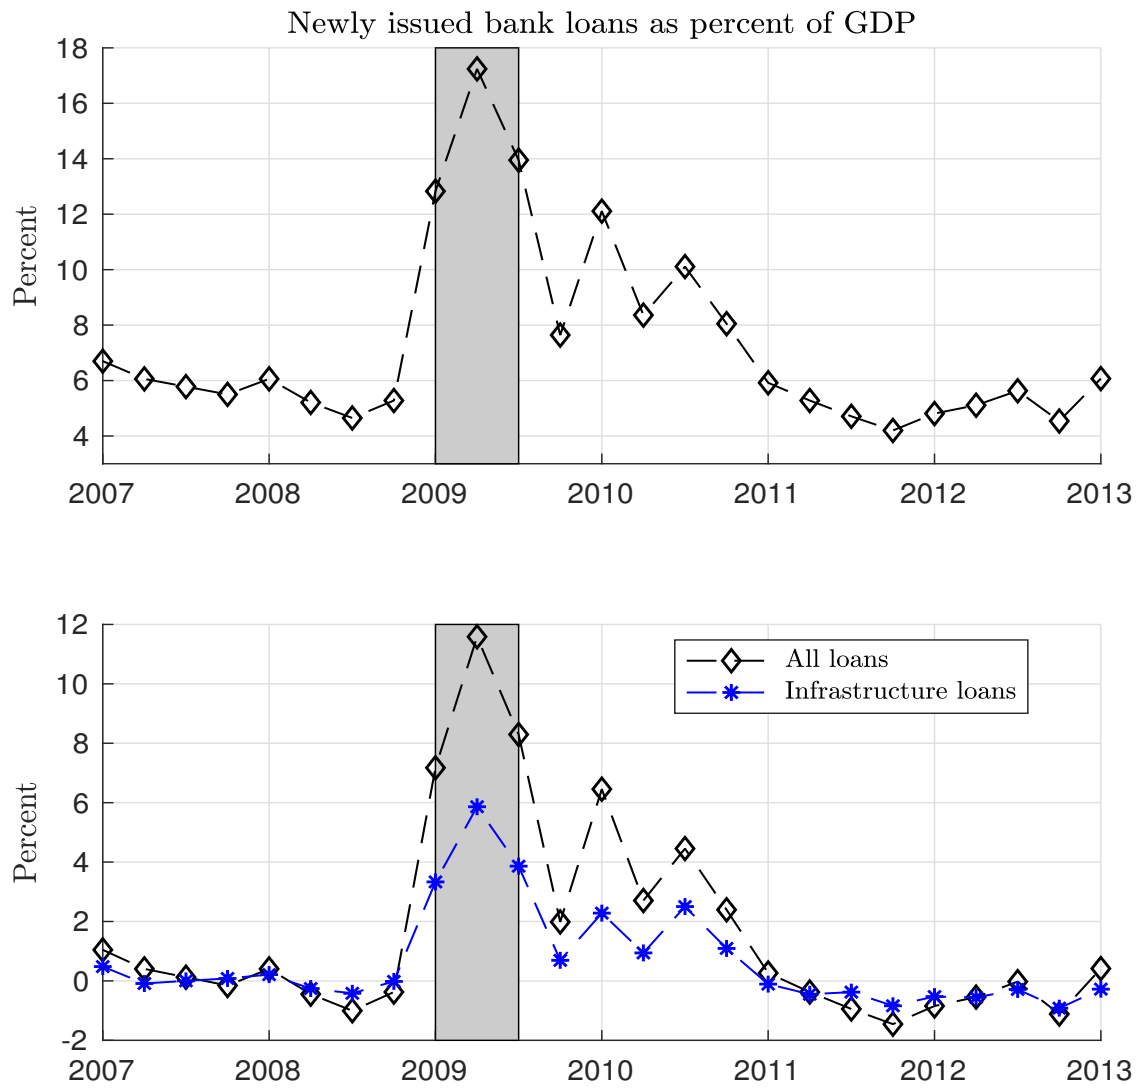 Newly issued bank loans as percent of GDP
18
16
14
12
10
8
6
4
Percent
2007 2008 2009 2010 2011 2012 2013
12
10
8
6
4
2
0
-2
Percent
All loans
Infrastructure loans
2007 2008 2009 2010 2011 2012 2013